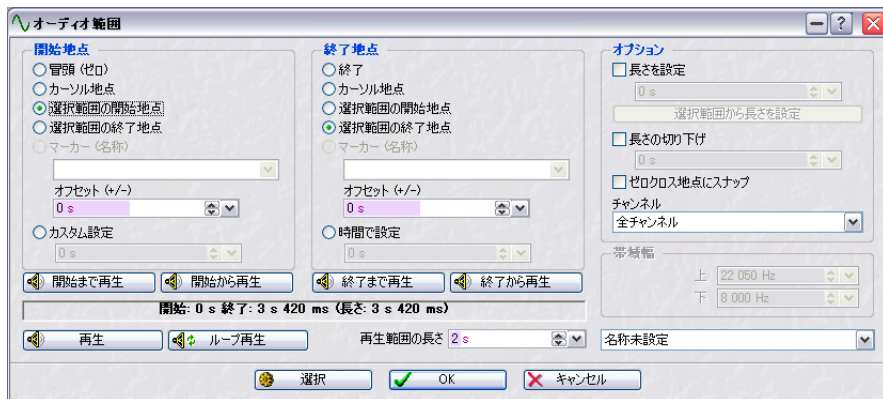 オーディオ範囲
開始地点
冒頭 (ゼロ)
カーソル地点
選択範囲の開始地点
選択範囲の終了地点
マーカー (名称)
オフセット (+/-)
0 s
カスタム設定
0 s
開始まで再生
開始から再生
終了地点
終了
カーソル地点
選択範囲の開始地点
選択範囲の終了地点
マーカー (名称)
オフセット (+/-)
0 s
時間で設定
0 s
終了まで再生
終了から再生
オプション
長さを設定
0 s
選択範囲から長さを設定
長さの切り下げ
0 s
ゼロクロス地点にスナップ
チャンネル
全チャンネル
帯域幅
上 22 050 Hz
下 8 000 Hz
開始: 0 s 終了: 3 s 420 ms (長さ: 3 s 420 ms)
再生
ループ再生
再生範囲の長さ 2 s
名称未設定
選択
OK
キャンセル